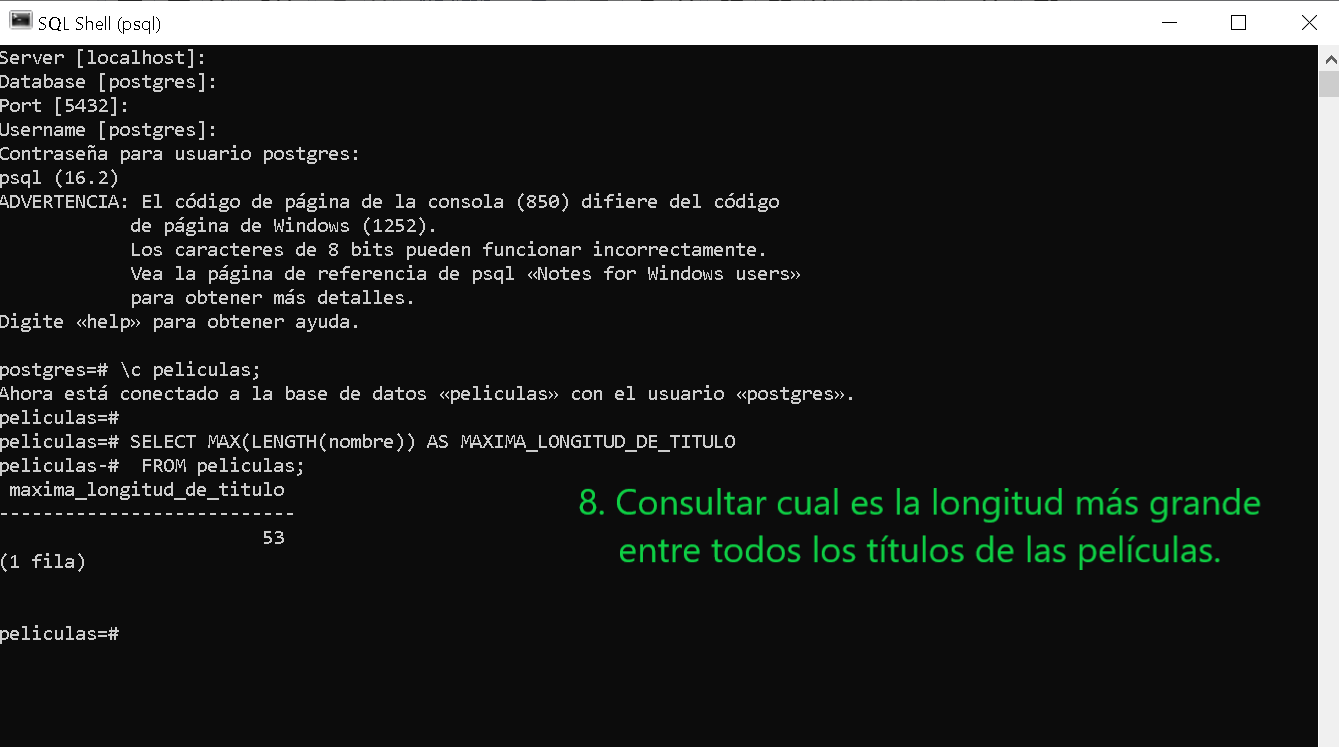 SQL Shell (psql)
Server [localhost]:
Database [postgres]:
Port [5432]:
Username [postgres]:
Contraseña para usuario postgres:
psql (16.2)
ADVERTENCIA: El código de página de la consola (850) difiere del código
de página de Windows (1252).
Los caracteres de 8 bits pueden funcionar incorrectamente.
Vea la página de referencia de psql «Notes for Windows users»
para obtener más detalles.
Digite «help» para obtener ayuda.
postgres=# \c peliculas;
Ahora está conectado a la base de datos «peliculas» con el usuario «postgres».
peliculas=#
peliculas=# SELECT MAX(LENGTH(nombre)) AS MAXIMA_LONGITUD_DE_TITULO
peliculas-#  FROM peliculas;
maxima_longitud_de_titulo
---------------------------
53
(1 fila)
peliculas=#
8. Consultar cual es la longitud más grande
entre todos los títulos de las películas.